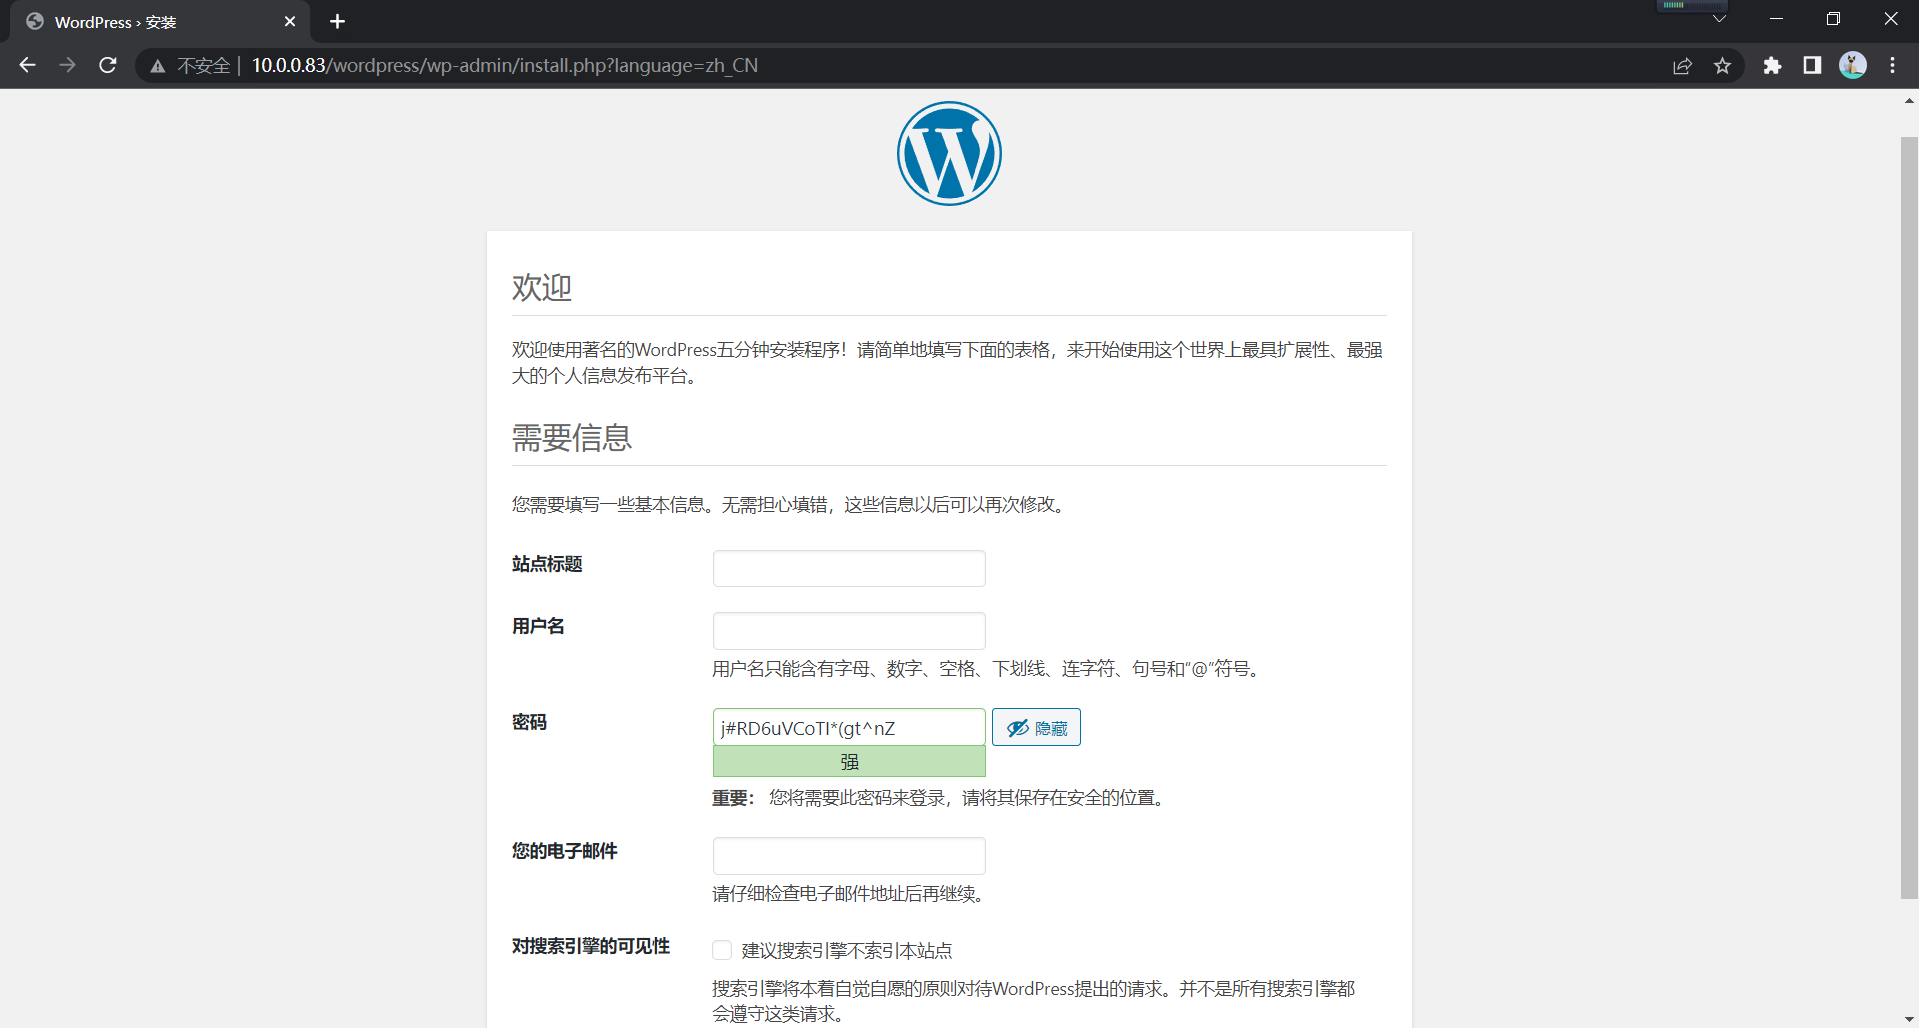 WordPress › 安装
不安全 | 10.0.0.83/wordpress/wp-admin/install.php?language=zh_CN
欢迎
欢迎使用著名的WordPress五分钟安装程序！请简单地填写下面的表格，来开始使用这个世界上最具扩展性、最强
大的个人信息发布平台。
需要信息
您需要填写一些基本信息。无需担心填错，这些信息以后可以再次修改。
站点标题
用户名
用户名只能含有字母、数字、空格、下划线、连字符、句号和“@”符号。
密码
j#RD6uVCoTI*(gt^nZ
隐藏
强
重要： 您将需要此密码来登录，请将其保存在安全的位置。
您的电子邮件
请仔细检查电子邮件地址后再继续。
对搜索引擎的可见性
建议搜索引擎不索引本站点
搜索引擎将本着自觉自愿的原则对待WordPress提出的请求。并不是所有搜索引擎都
会遵守这类请求。